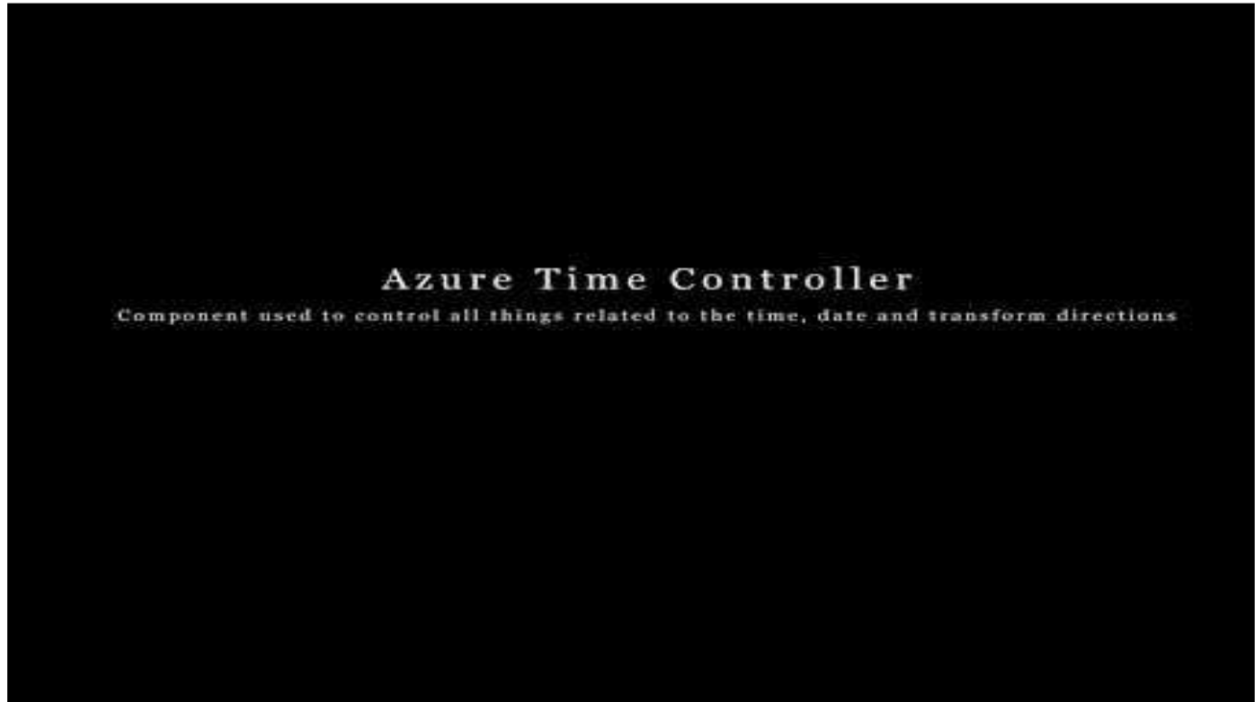 Azure Time Controller
Component used to control all things related to the time, date and transform directions